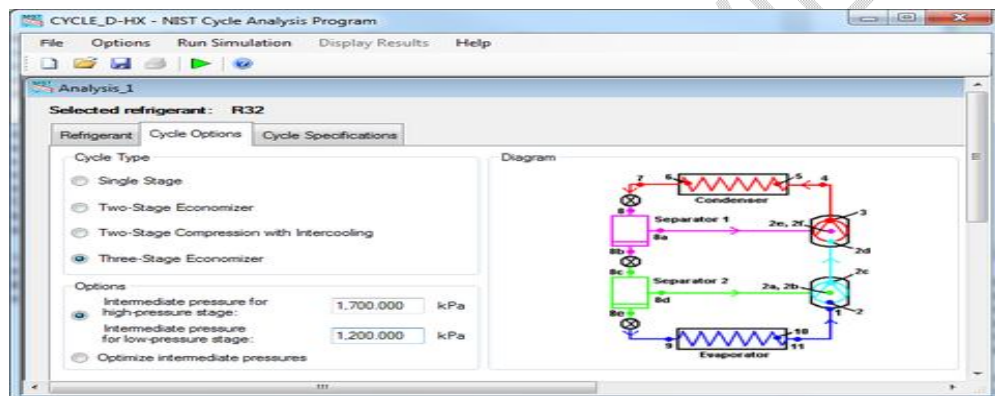 CYCLE_D-HX - NIST Cycle Analysis Program
File Options Run Simulation Display Results Help
Analysis_1
Selected refrigerant: R32
Refrigerant Cycle Options Cycle Specifications
Cycle Type
Single Stage
Two-Stage Economizer
Two-Stage Compression with Intercooling
Three-Stage Economizer
Options
Intermediate pressure for
high-pressure stage: 1,700.000 kPa
Intermediate pressure
for low-pressure stage: 1,200.000 kPa
Optimize intermediate pressures
Diagram
7 6 5 4
Condenser
3
8 Separator 1 2e, 2f
8a
8b 2d
8c 2c
Separator 2 2a, 2b
8d
8e 1 2
10
9 11
Evaporator